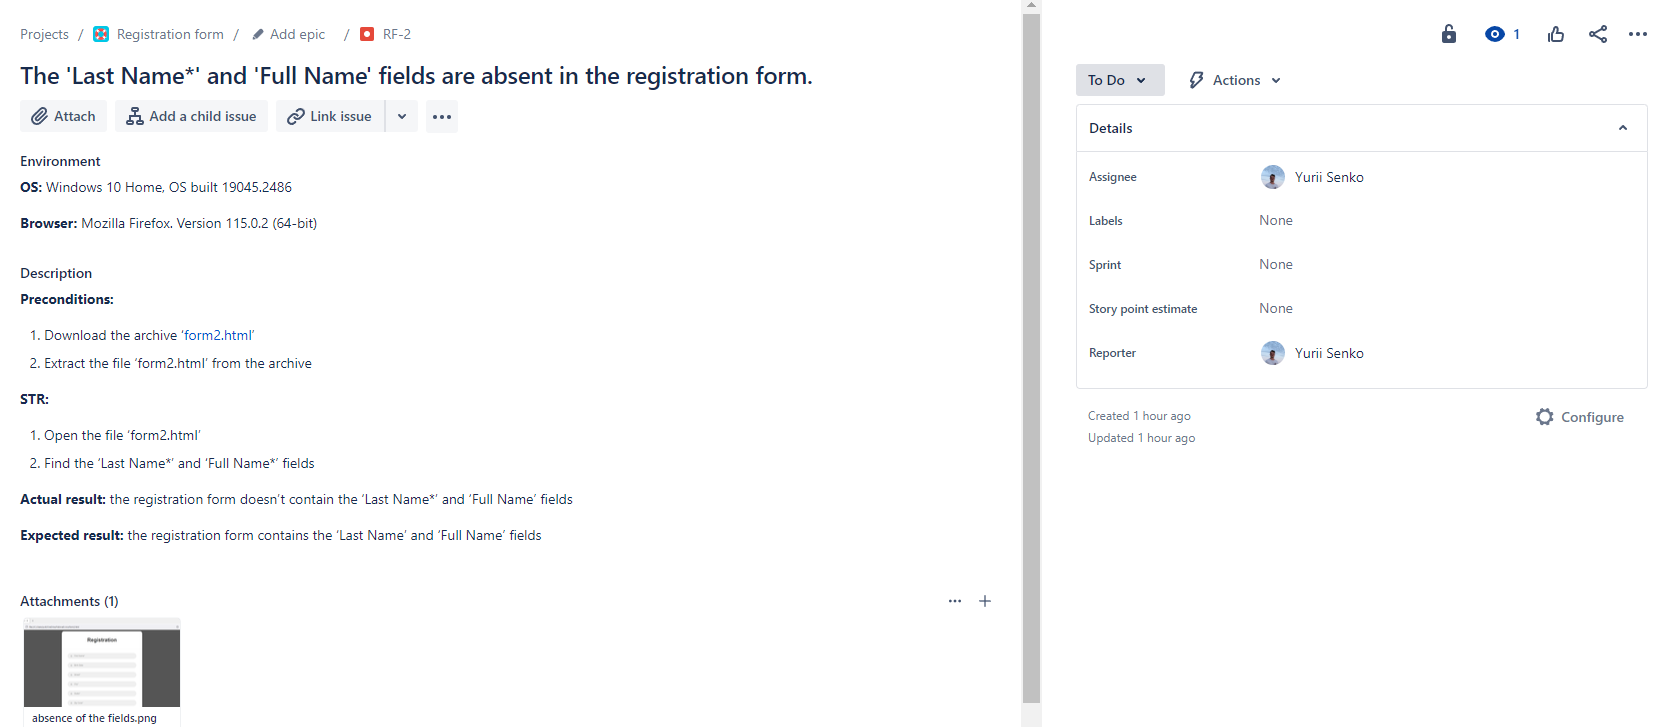 Projects / Registration form / Add epic / RF-2
The 'Last Name*' and 'Full Name' fields are absent in the registration form.
Attach Add a child issue Link issue
Environment
OS: Windows 10 Home, OS built 19045.2486
Browser: Mozilla Firefox. Version 115.0.2 (64-bit)
Description
Preconditions:
1. Download the archive ‘form2.html’
2. Extract the file ‘form2.html’ from the archive
STR:
1. Open the file ‘form2.html’
2. Find the ‘Last Name*’ and ‘Full Name*’ fields
Actual result: the registration form doesn’t contain the ‘Last Name*’ and ‘Full Name’ fields
Expected result: the registration form contains the ‘Last Name’ and ‘Full Name’ fields
Attachments (1)
Registration
absence of the fields.png
1
To Do Actions
Details
Assignee Yurii Senko
Labels None
Sprint None
Story point estimate None
Reporter Yurii Senko
Created 1 hour ago
Updated 1 hour ago
Configure